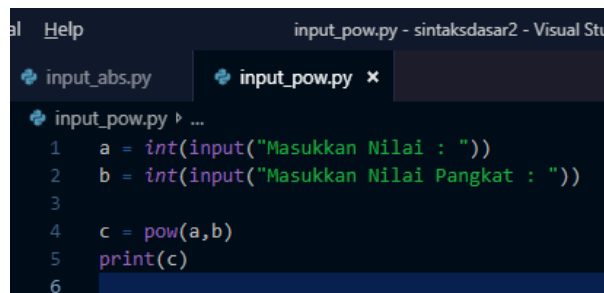 al Help input_pow.py - sintaksdasar2 - Visual Stu
input_abs.py input_pow.py ×
input_pow.py ▸ ...
1 a = int(input("Masukkan Nilai : "))
2 b = int(input("Masukkan Nilai Pangkat : "))
3
4 c = pow(a,b)
5 print(c)
6